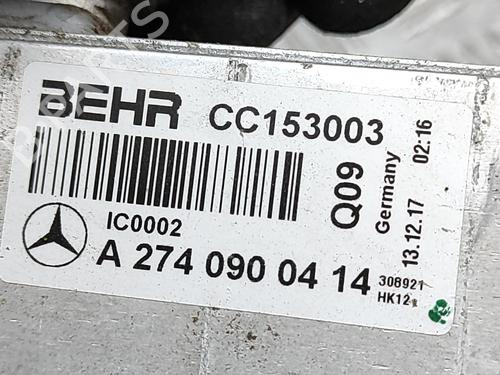 BEHR CC153003
IC0002
A 274 090 04 14
308921
HK12
Q09
Germany
13.12.17 02:16